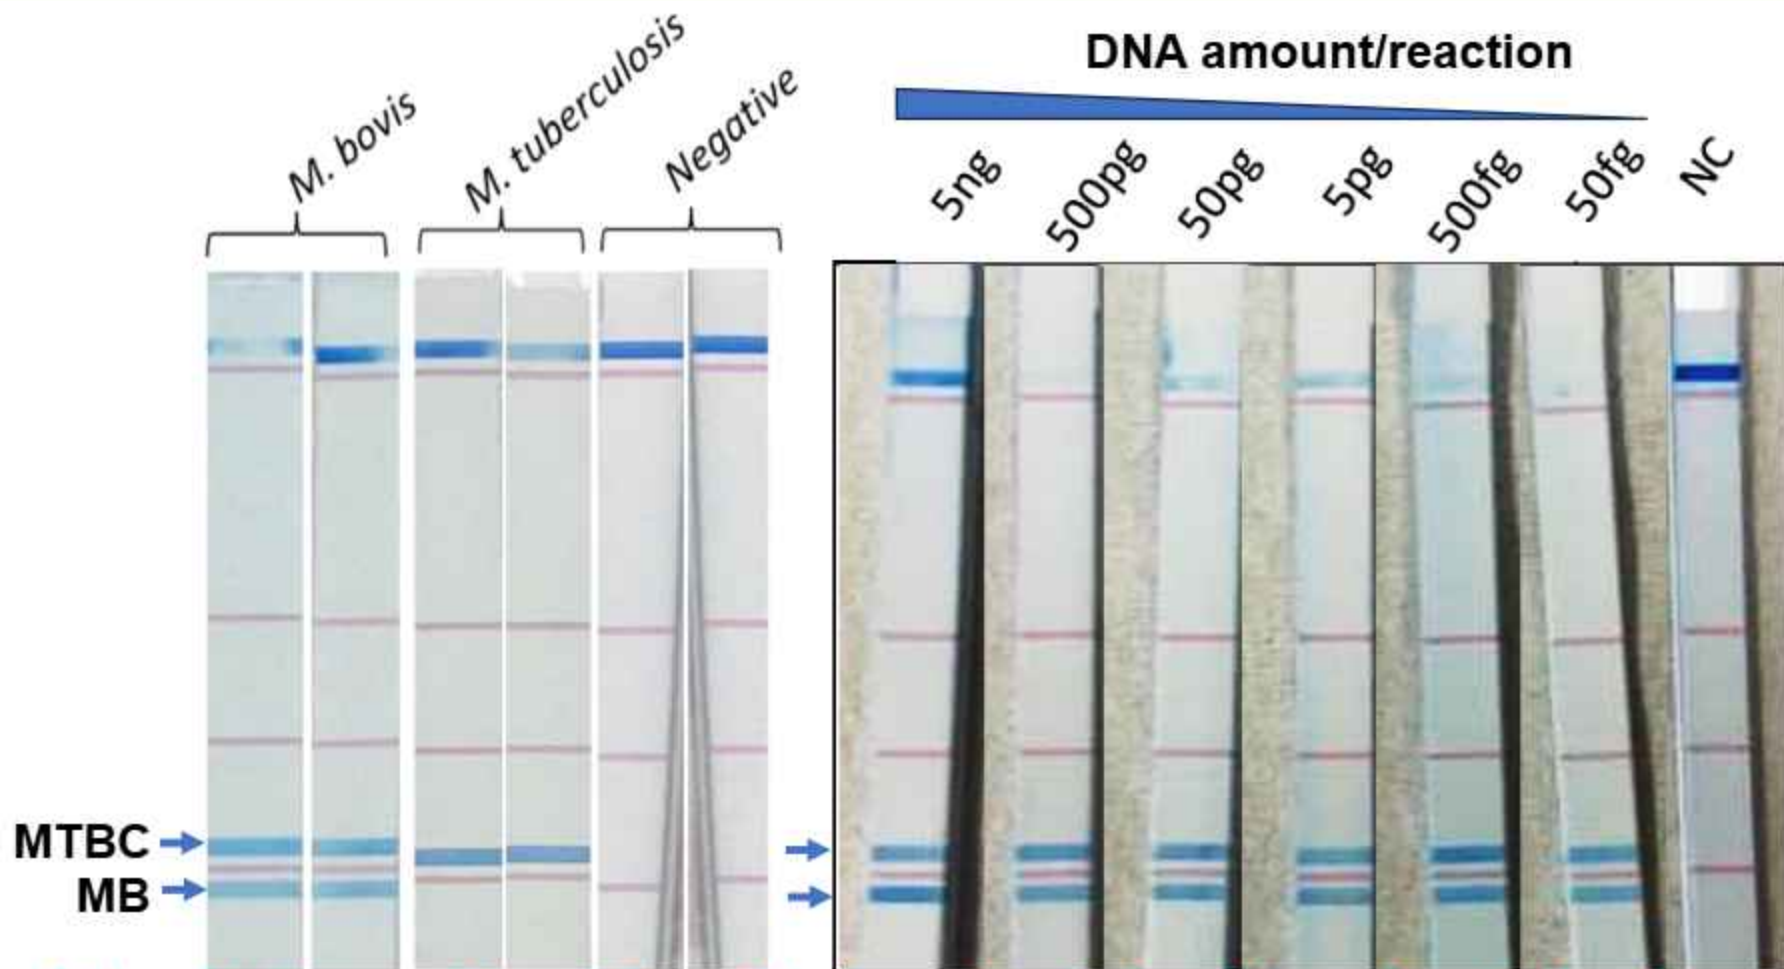 M. bovis
M. tuberculosis
Negative
MTBC
MB
DNA amount/reaction
5ng
500pg
50pg
5pg
500fg
50fg
NC